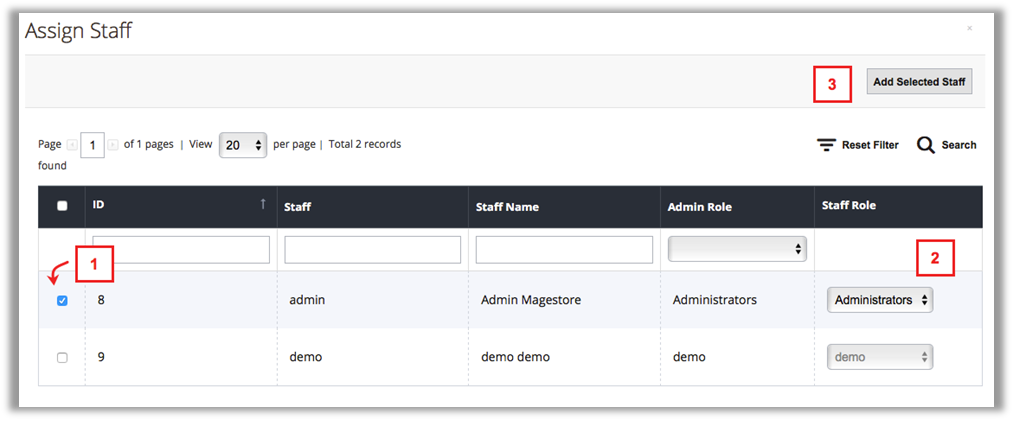 Assign Staff
×
3 Add Selected Staff
Page 1 of 1 pages | View 20 per page | Total 2 records
found
Reset Filter Search
ID ↑ Staff Staff Name Admin Role Staff Role
1 2
8 admin Admin Magestore Administrators Administrators
9 demo demo demo demo demo